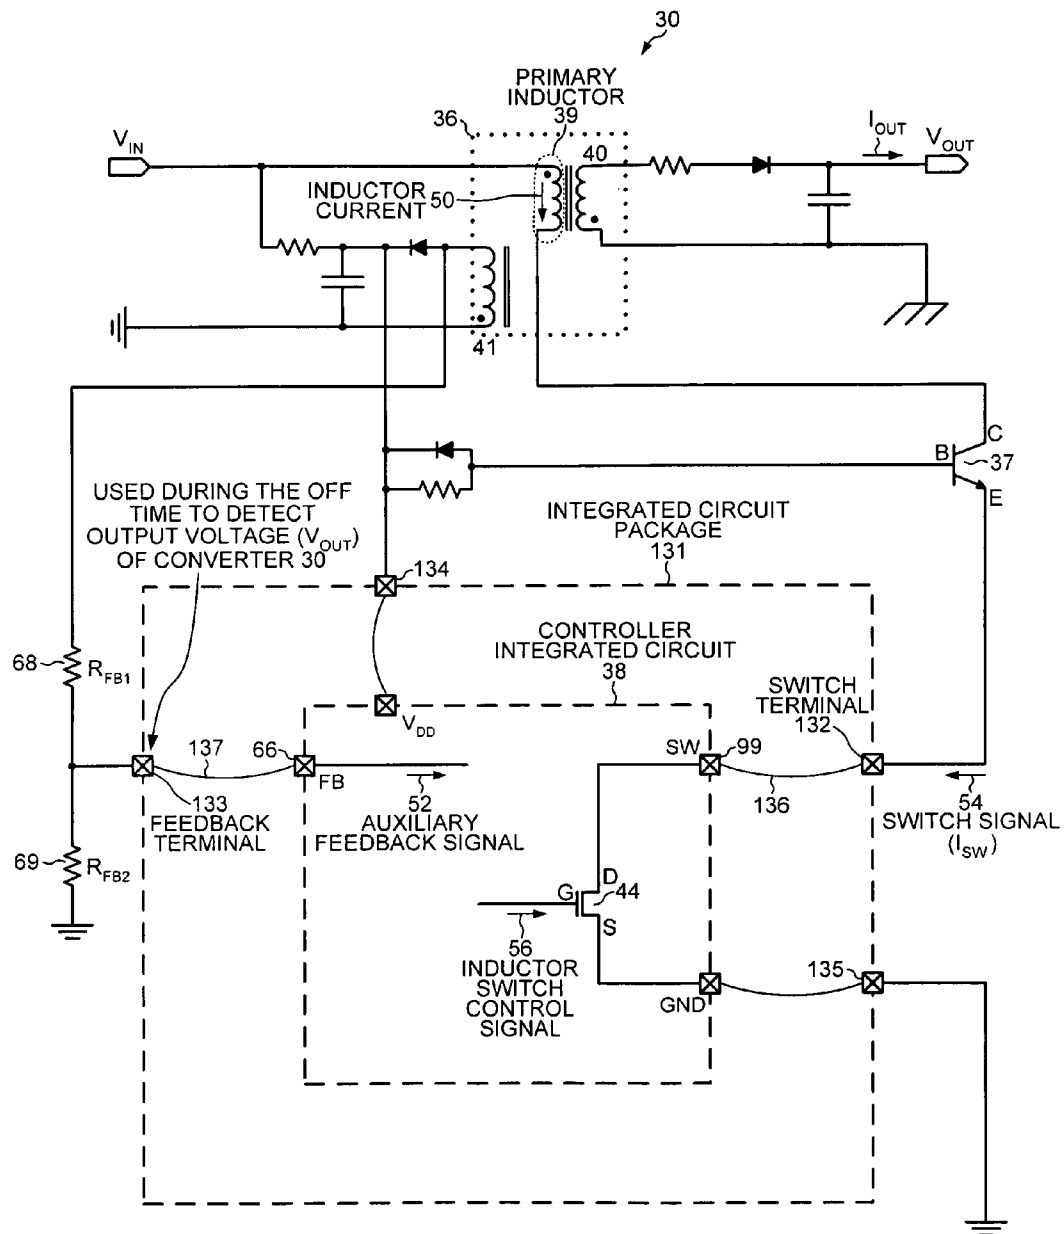 30
PRIMARY
INDUCTOR
39
36
40
V_IN
I_OUT
V_OUT
INDUCTOR
CURRENT
50
41
B
C
37
E
USED DURING THE OFF
TIME TO DETECT
OUTPUT VOLTAGE (V_OUT)
OF CONVERTER 30
INTEGRATED CIRCUIT
PACKAGE
131
134
CONTROLLER
INTEGRATED CIRCUIT
38
68
R_FB1
V_DD
SWITCH
TERMINAL
132
137
66
SW
99
FB
133
FEEDBACK
TERMINAL
52
AUXILIARY
FEEDBACK SIGNAL
136
54
SWITCH SIGNAL
(I_SW)
69
R_FB2
D
G
44
S
56
INDUCTOR
SWITCH
CONTROL
SIGNAL
GND
135